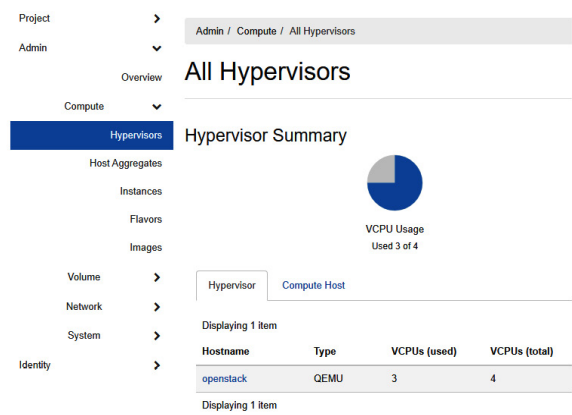 Project
Admin
Overview
Compute
Hypervisors
Host Aggregates
Instances
Flavors
Images
Volume
Network
System
Identity
Admin / Compute / All Hypervisors
All Hypervisors
Hypervisor Summary
VCPU Usage
Used 3 of 4
Hypervisor Compute Host
Displaying 1 item
Hostname Type VCPUs (used) VCPUs (total)
openstack QEMU 3 4
Displaying 1 item